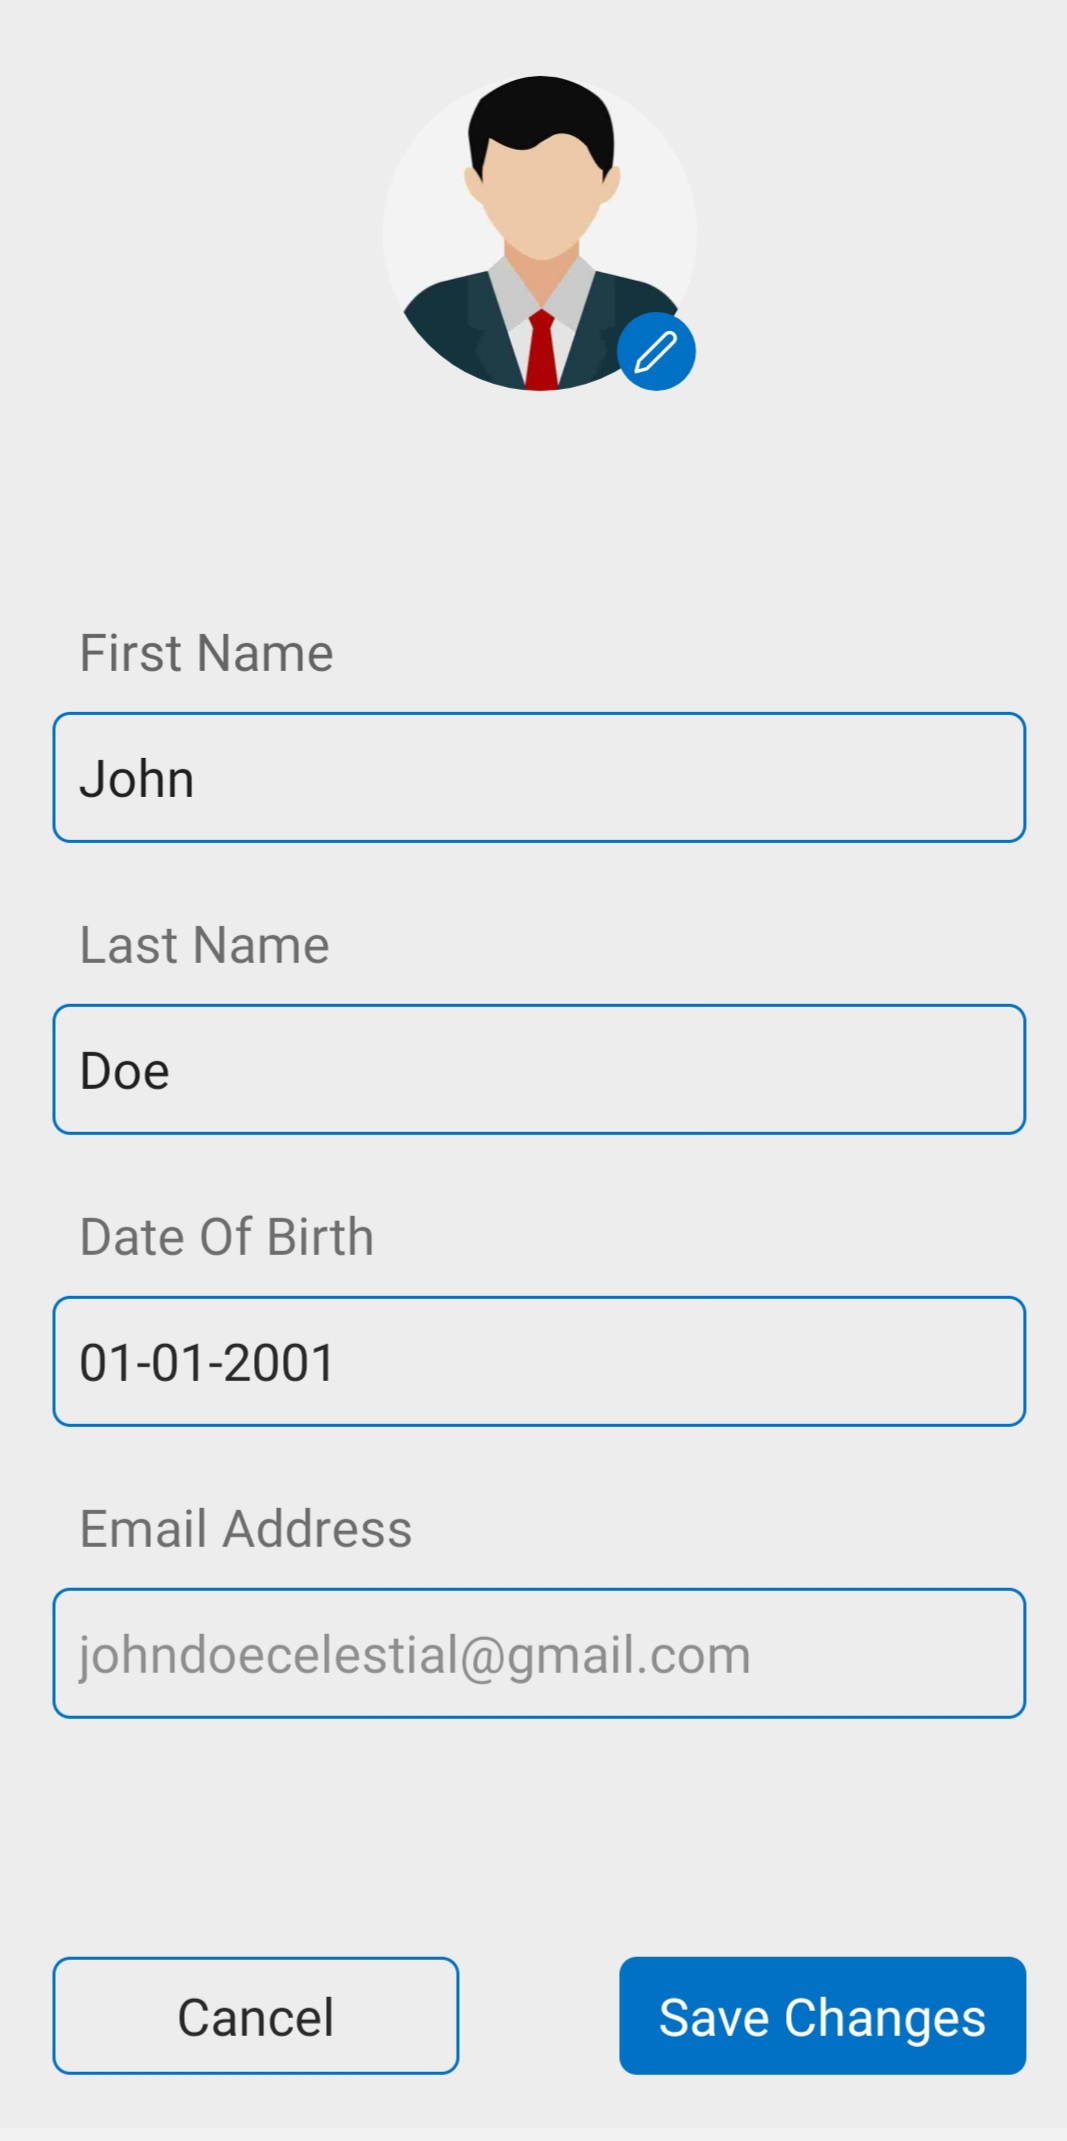 First Name
John
Last Name
Doe
Date Of Birth
01-01-2001
Email Address
johndoecelestial@gmail.com
Cancel
Save Changes